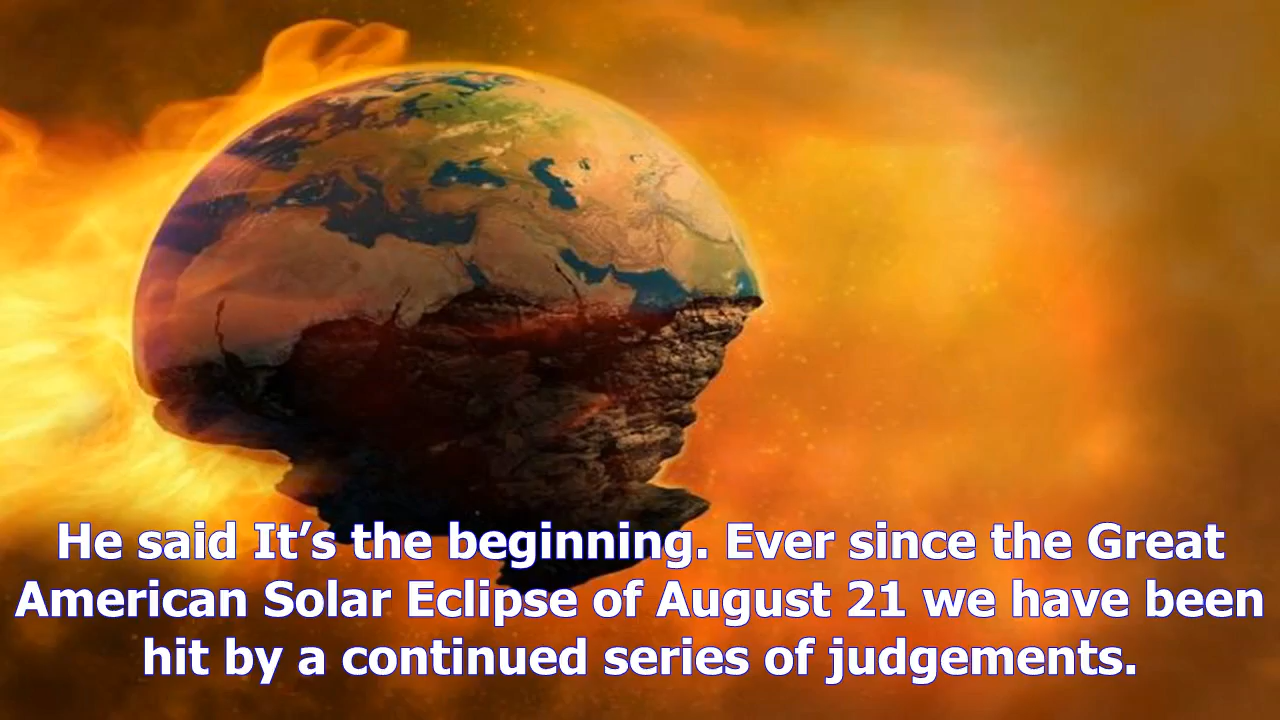 He said It’s the beginning. Ever since the Great
American Solar Eclipse of August 21 we have been
hit by a continued series of judgements.